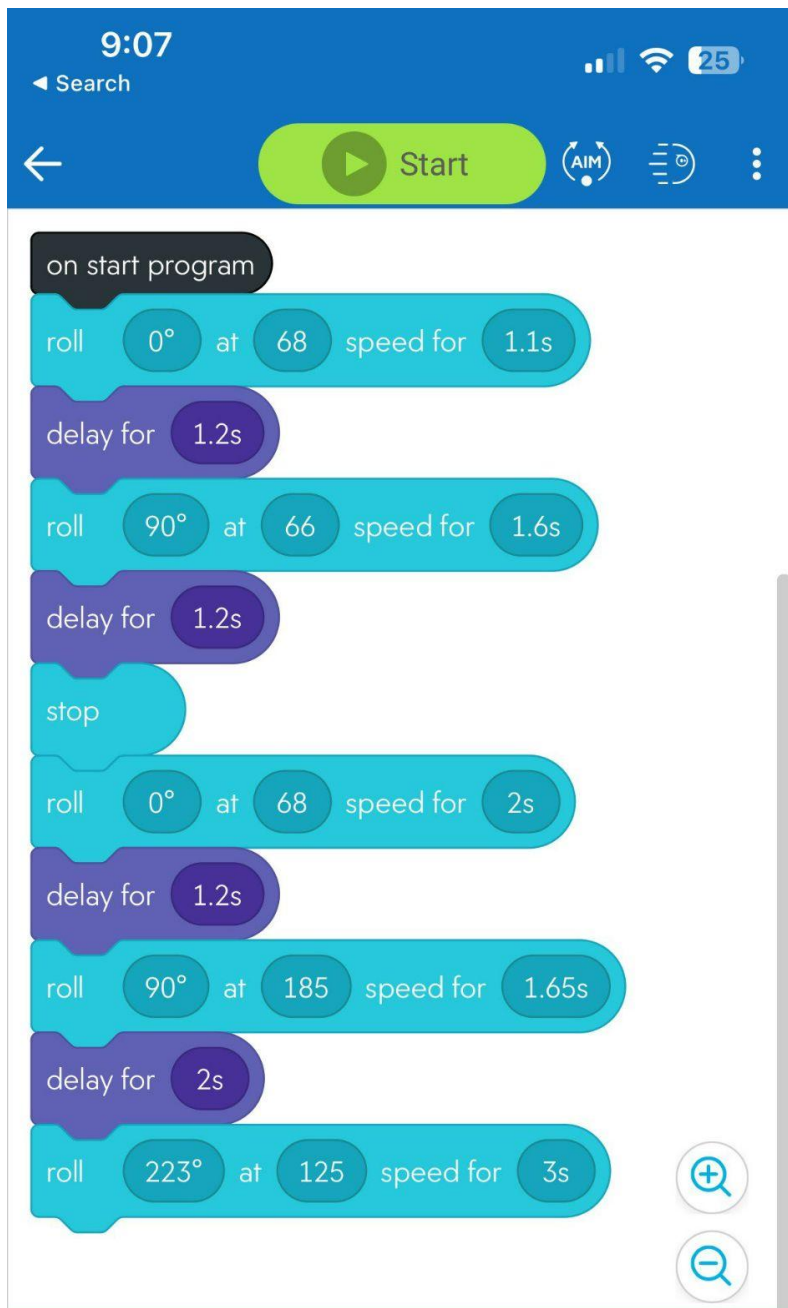 9:07
25
◄ Search
Start
AIM
on start program
roll 0° at 68 speed for 1.1s
delay for 1.2s
roll 90° at 66 speed for 1.6s
delay for 1.2s
stop
roll 0° at 68 speed for 2s
delay for 1.2s
roll 90° at 185 speed for 1.65s
delay for 2s
roll 223° at 125 speed for 3s